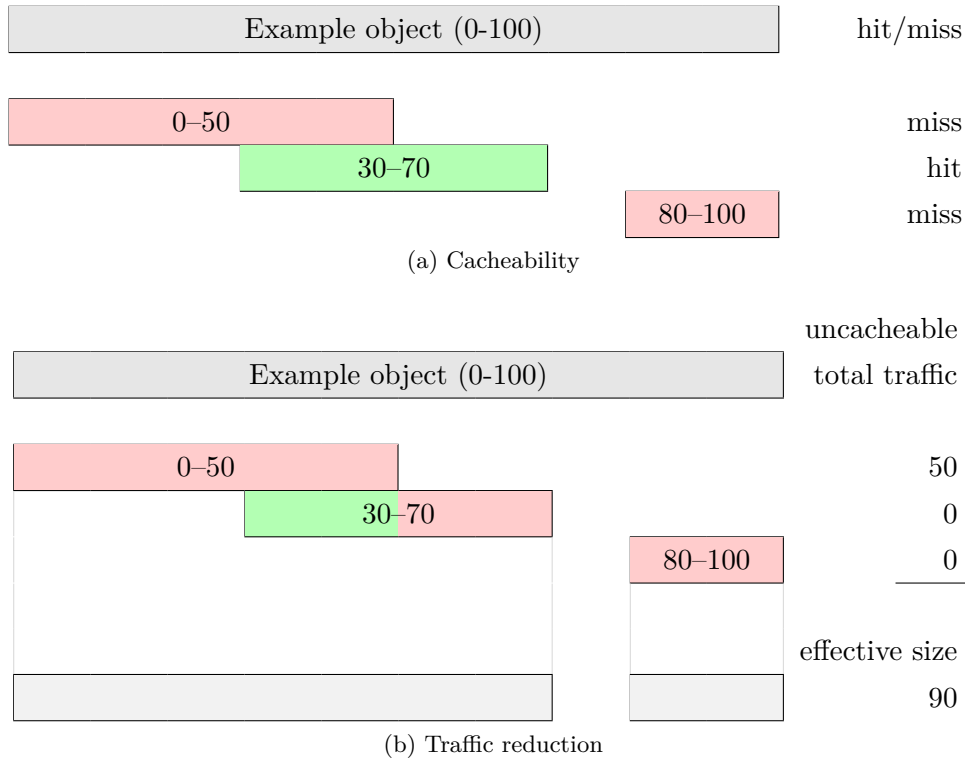 Example object (0-100) hit/miss
0–50 miss
30–70 hit
80–100 miss
(a) Cacheability
uncacheable
Example object (0-100) total traffic
0–50 50
30–70 0
80–100 0
effective size
90
(b) Traffic reduction